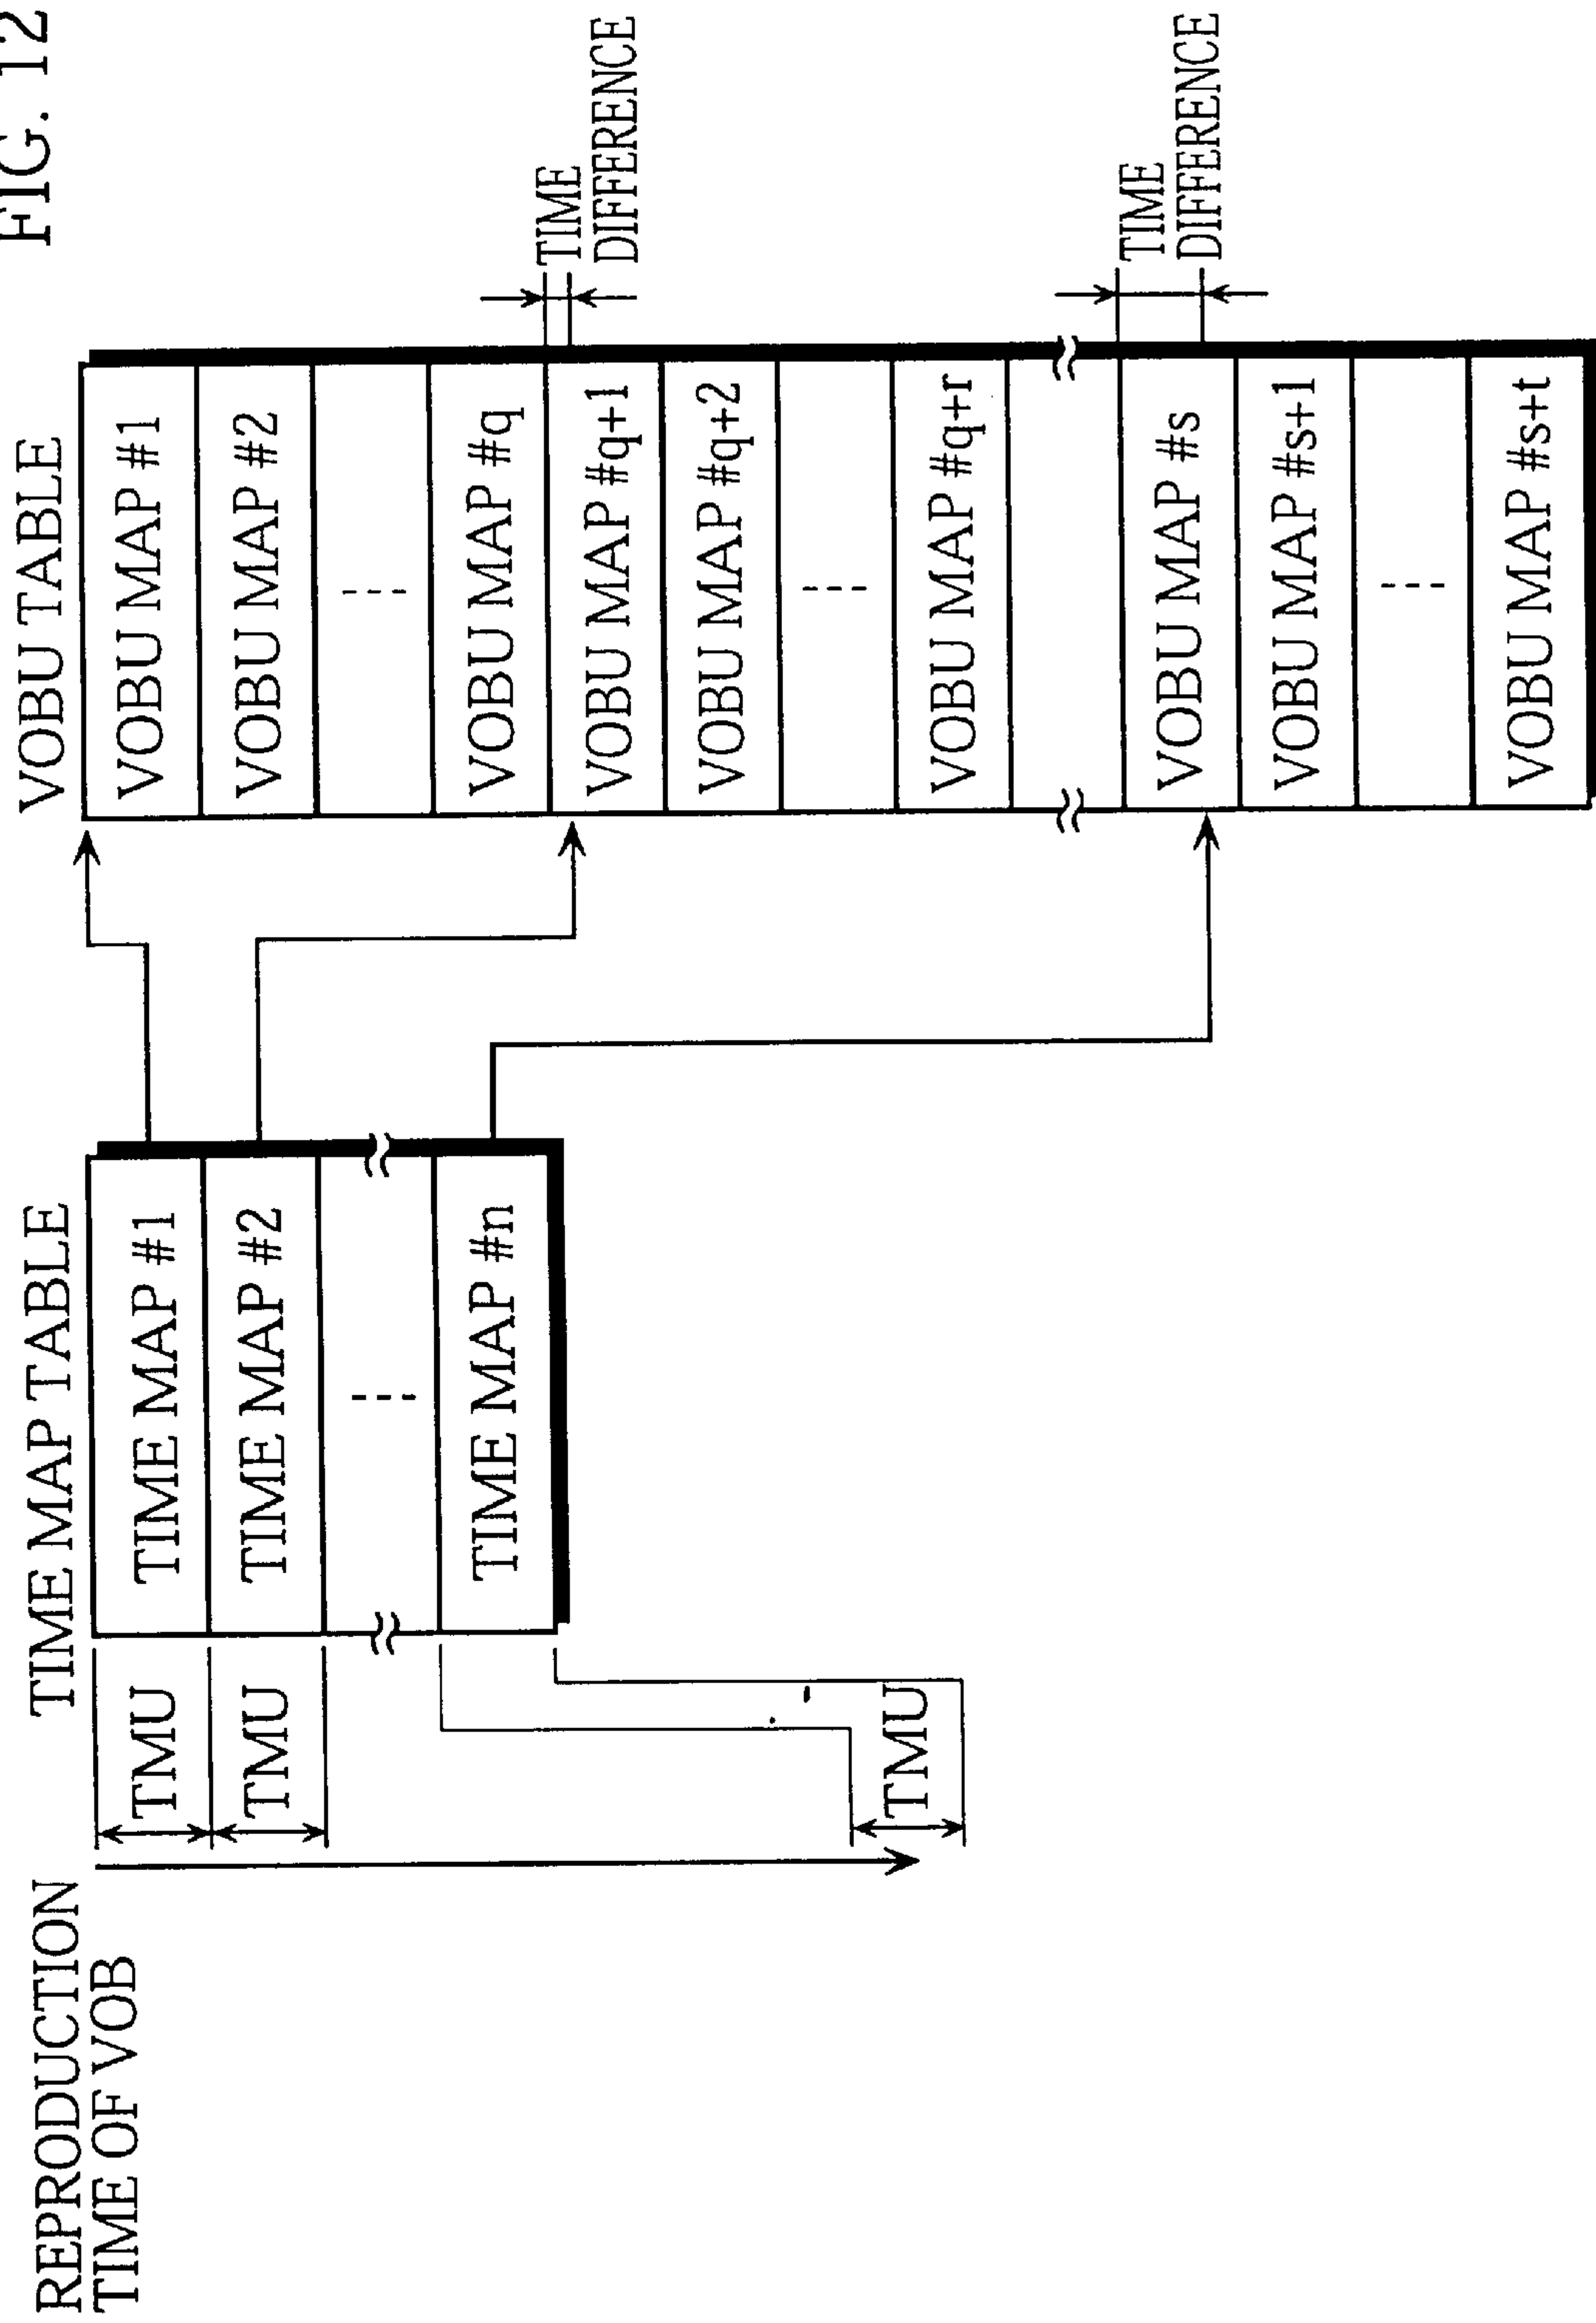 FIG. 12
REPRODUCTION
TIME OF VOB
TMU
TMU
TMU
TIME MAP TABLE
TIME MAP #1
TIME MAP #2
---
TIME MAP #n
VOBU TABLE
VOBU MAP #1
VOBU MAP #2
---
VOBU MAP #q
VOBU MAP #q+1
VOBU MAP #q+2
---
VOBU MAP #q+r
VOBU MAP #s
VOBU MAP #s+1
---
VOBU MAP #s+t
TIME
DIFFERENCE
TIME
DIFFERENCE